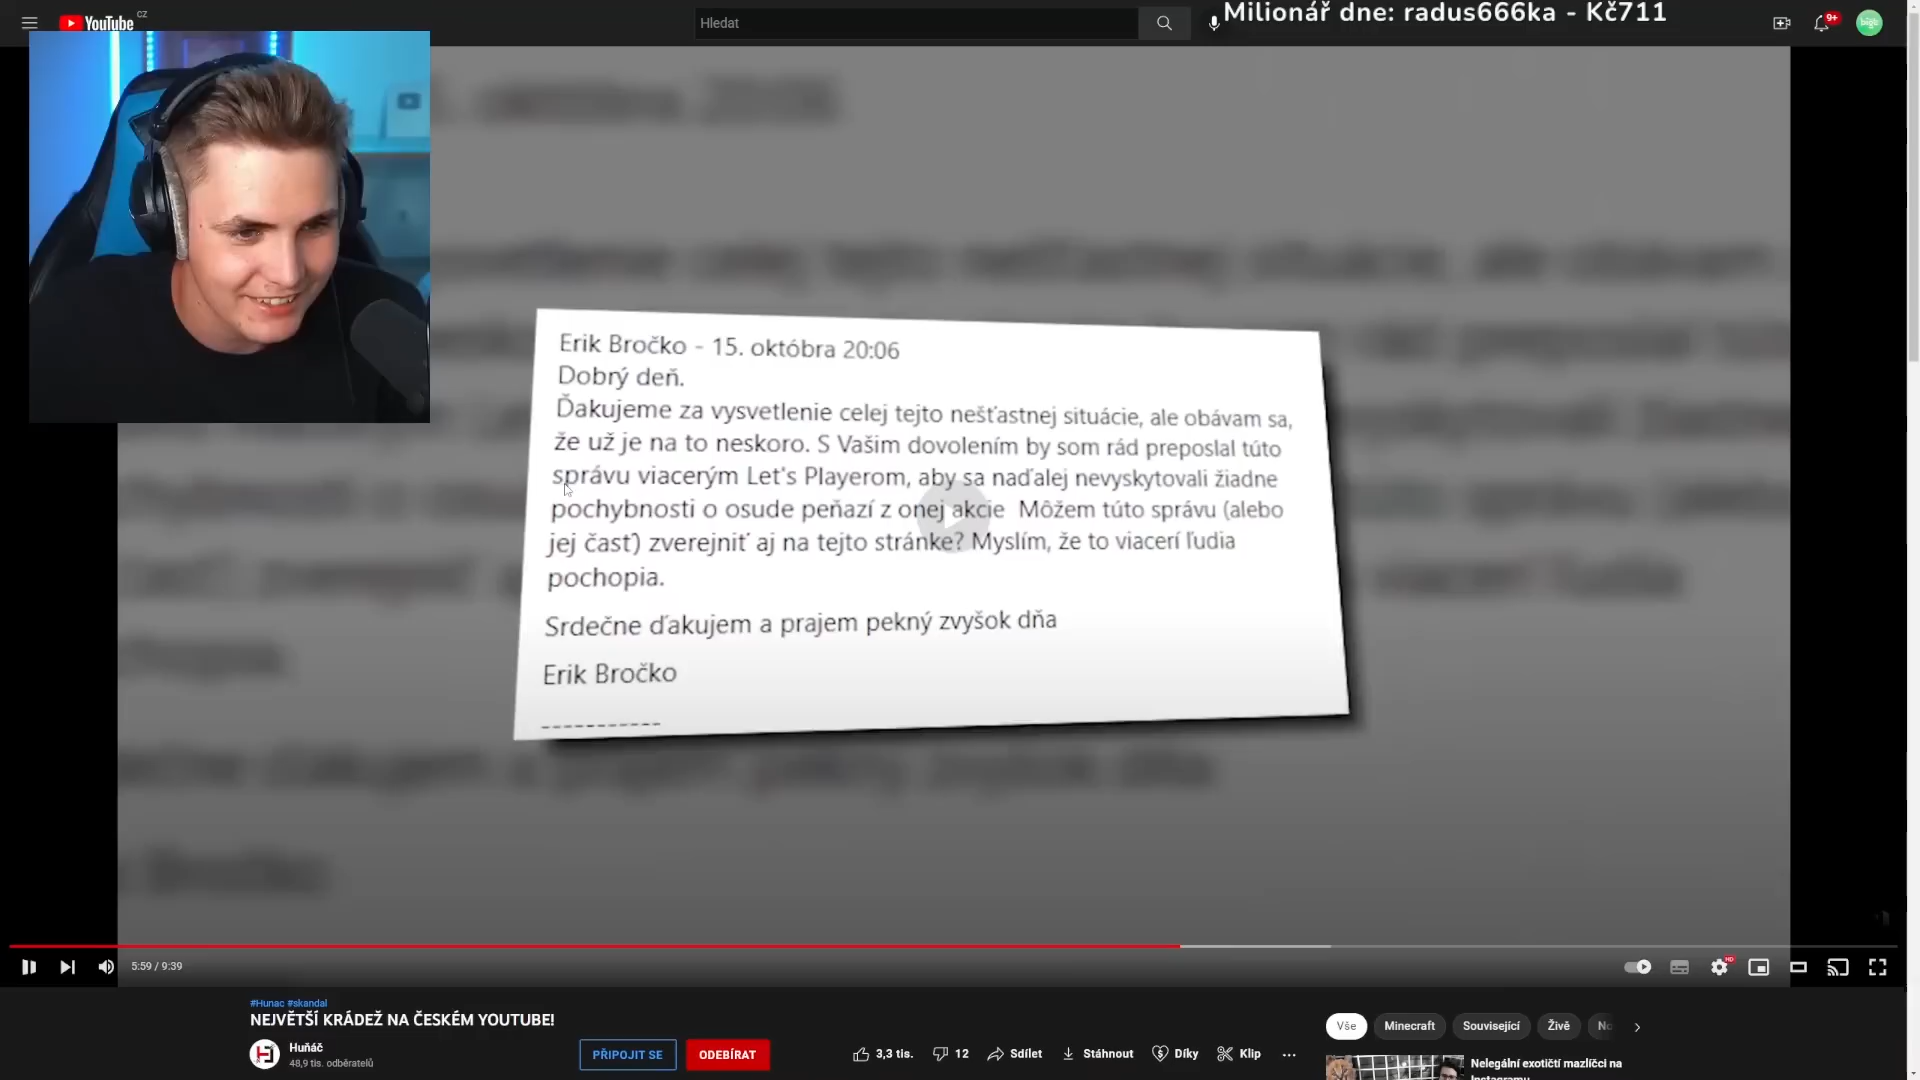 YouTube CZ
Hledat
Milionář dne: radus666ka - Kč711
9+
Erik Bročko - 15. októbra 20:06
Dobrý deň.
Ďakujeme za vysvetlenie celej tejto nešťastnej situácie, ale obávam sa,
že už je na to neskoro. S Vašim dovolením by som rád preposlal túto
správu viacerým Let's Playerom, aby sa naďalej nevyskytovali žiadne
pochybnosti o osude peňazí z onej akcie Môžem túto správu (alebo
jej časť) zverejniť aj na tejto stránke? Myslím, že to viacerí ľudia
pochopia.
Srdečne ďakujem a prajem pekný zvyšok dňa
Erik Bročko
------------
5:59 / 9:39
HD
#Hunac #skandal
NEJVĚTŠÍ KRÁDEŽ NA ČESKÉM YOUTUBE!
Huňáč
48,9 tis. odběratelů
PŘIPOJIT SE
ODEBÍRAT
3,3 tis.
12
Sdílet
Stáhnout
Díky
Klip
Vše
Minecraft
Související
Živě
Nelegální exotičtí mazlíčci na